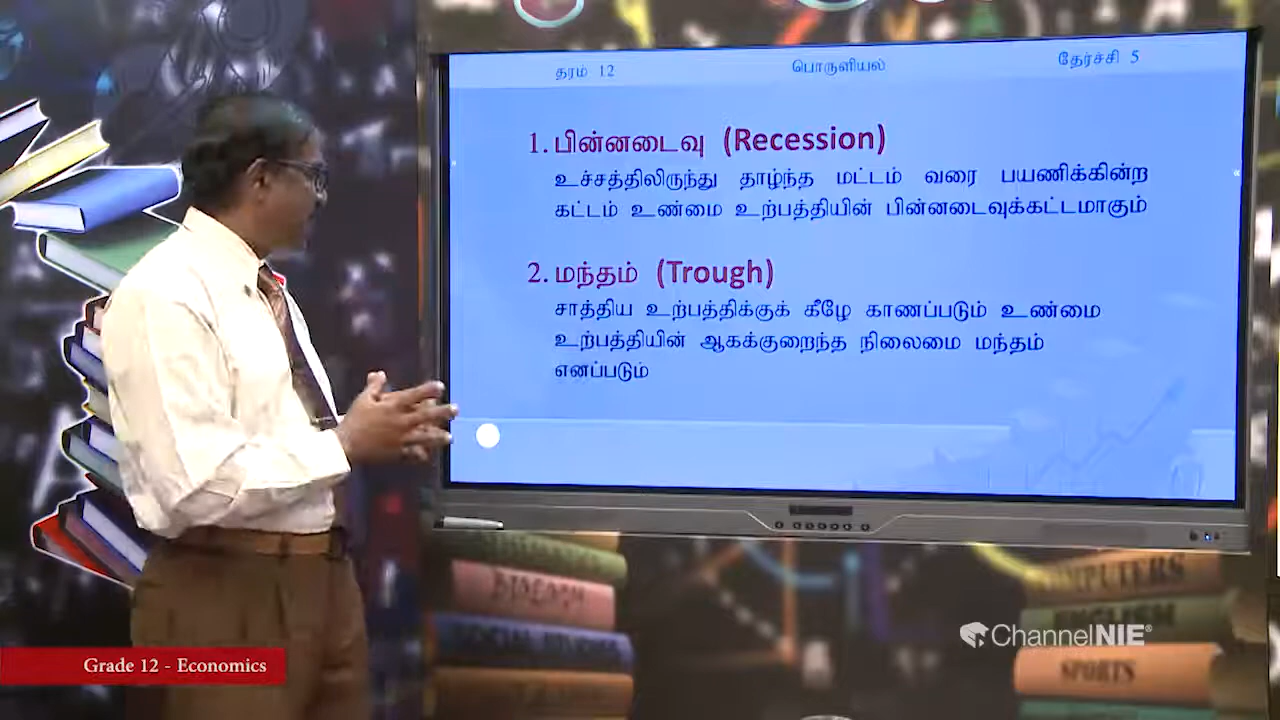 தரம் 12 பொருளியல் தேர்ச்சி 5
1. பின்னடைவு (Recession)
உச்சத்திலிருந்து தாழ்ந்த மட்டம் வரை பயணிக்கின்ற
கட்டம் உண்மை உற்பத்தியின் பின்னடைவுக்கட்டமாகும்
2. மந்தம் (Trough)
சாத்திய உற்பத்திக்குக் கீழே காணப்படும் உண்மை
உற்பத்தியின் ஆகக்குறைந்த நிலைமை மந்தம்
எனப்படும்
SOCIAL STUDIES
COMPUTERS
ENGLISH
SPORTS
ChannelNIE®
Grade 12 - Economics